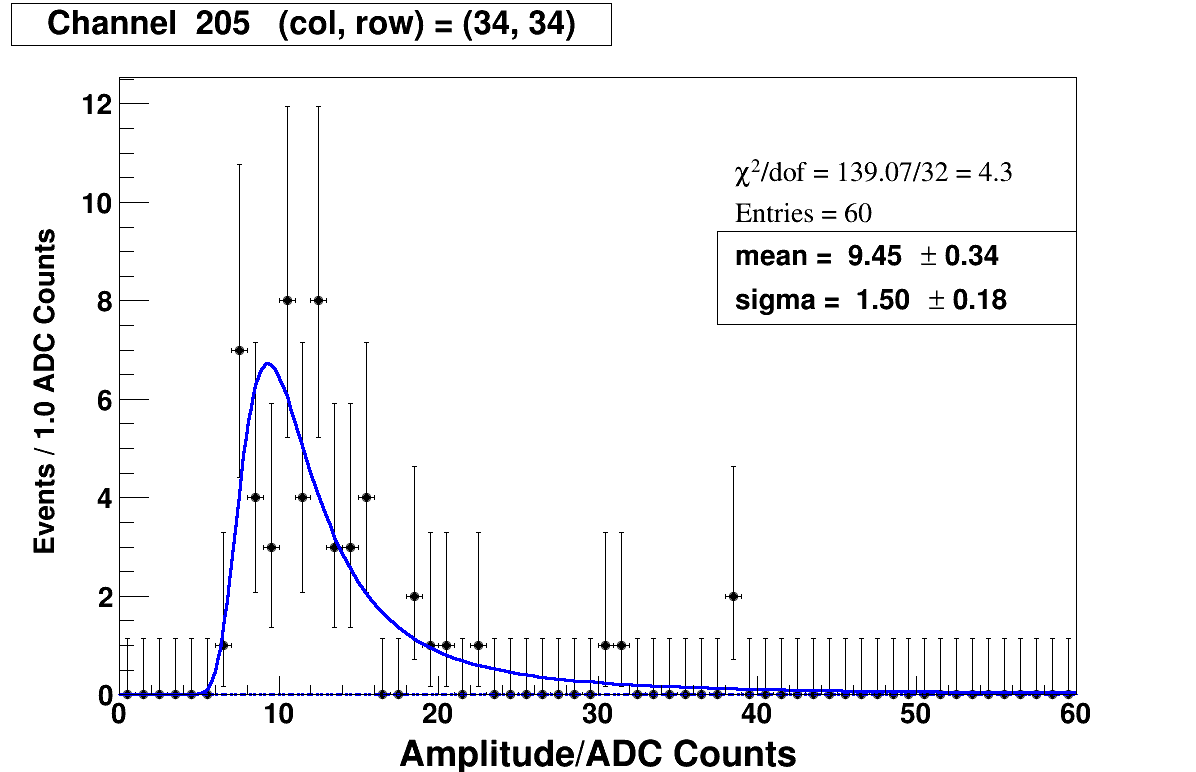 Channel 205 (col, row) = (34, 34)
12
10
8
6
4
2
0
Events / 1.0 ADC Counts
χ²/dof = 139.07/32 = 4.3
Entries = 60
mean = 9.45 ± 0.34
sigma = 1.50 ± 0.18
0 10 20 30 40 50 60
Amplitude/ADC Counts